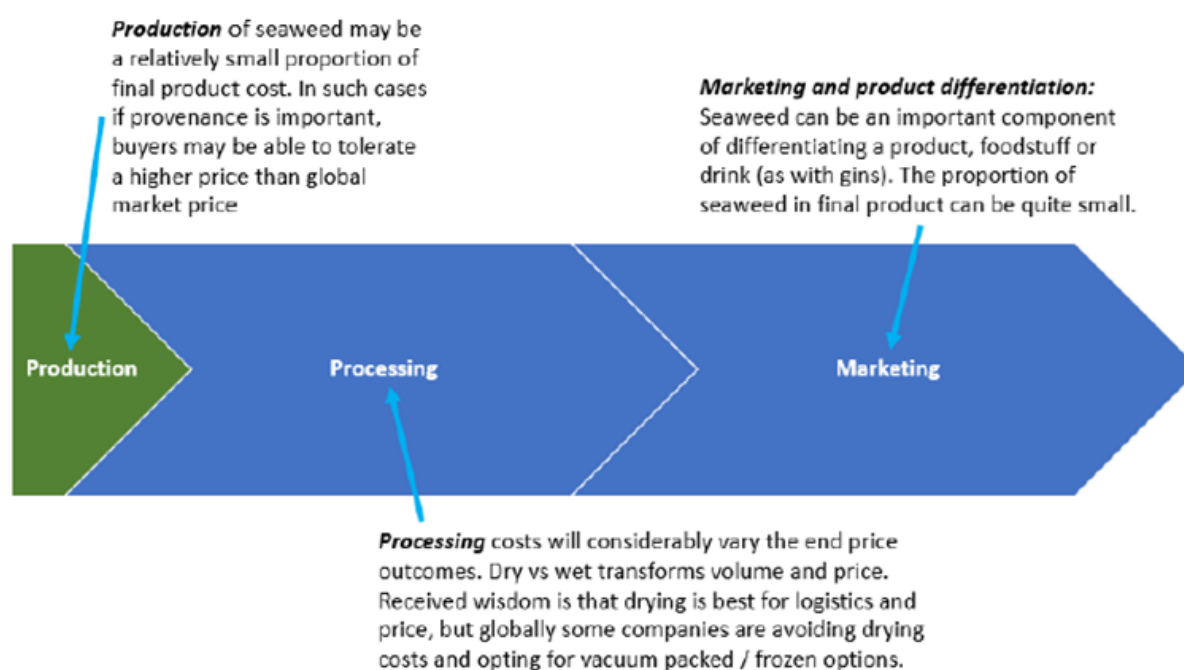 Production of seaweed may be
a relatively small proportion of
final product cost. In such cases
if provenance is important,
buyers may be able to tolerate
a higher price than global
market price
Marketing and product differentiation:
Seaweed can be an important component
of differentiating a product, foodstuff or
drink (as with gins). The proportion of
seaweed in final product can be quite small.
Production
Processing
Marketing
Processing costs will considerably vary the end price
outcomes. Dry vs wet transforms volume and price.
Received wisdom is that drying is best for logistics and
price, but globally some companies are avoiding drying
costs and opting for vacuum packed / frozen options.